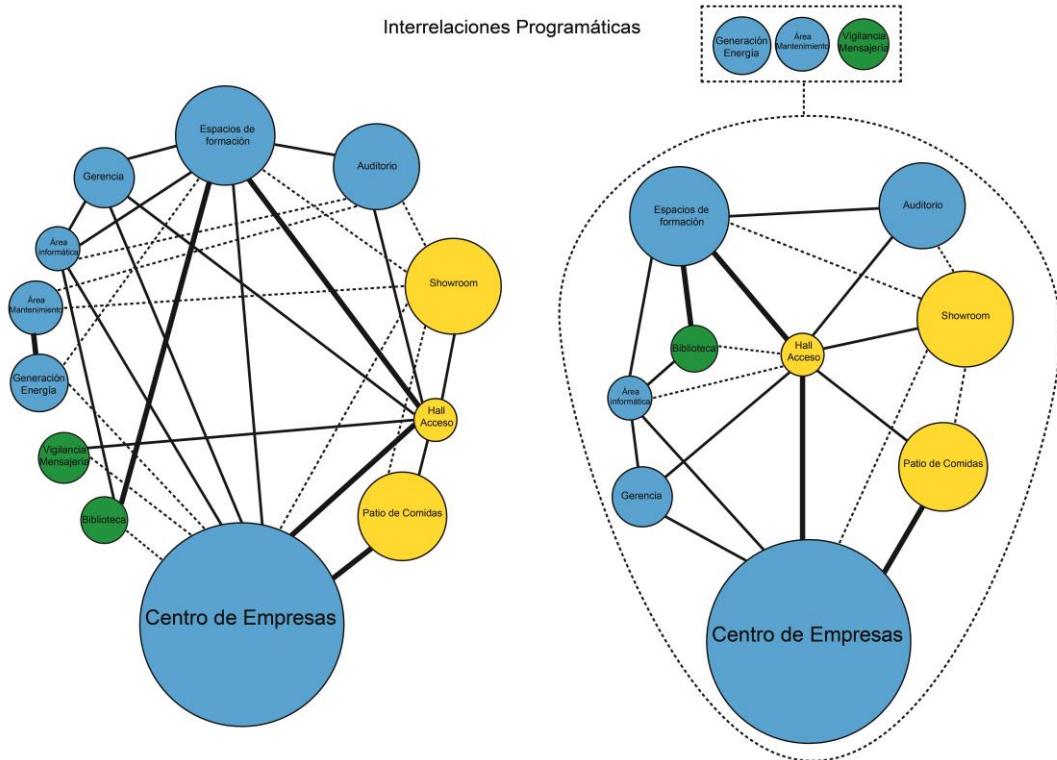 Interrelaciones Programáticas
Espacios de
formación
Auditorio
Gerencia
Área
informática
Showroom
Área
Mantenimiento
Generación
Energía
Hall
Acceso
Vigilancia
Mensajería
Biblioteca
Patio de Comidas
Centro de Empresas
Generación
Energía
Área
Mantenimiento
Vigilancia
Mensajería
Espacios de
formación
Auditorio
Showroom
Hall
Acceso
Biblioteca
Área
informática
Patio de Comidas
Gerencia
Centro de Empresas